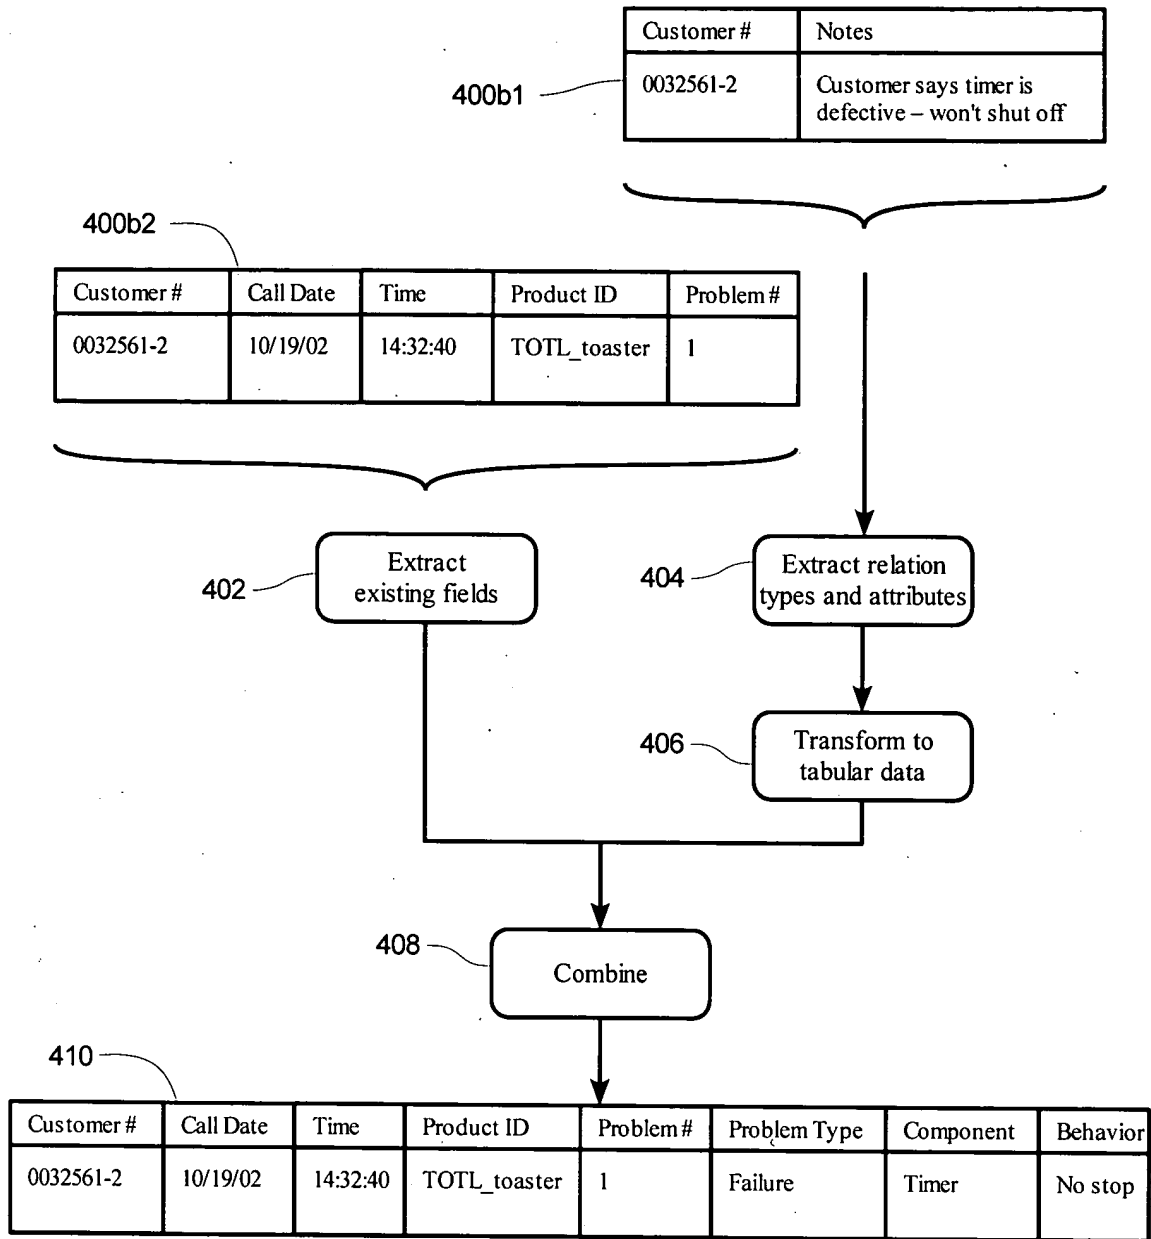 Customer # Notes
400b1 0032561-2 Customer says timer is
defective – won't shut off
400b2
Customer # Call Date Time Product ID Problem #
0032561-2 10/19/02 14:32:40 TOTL_toaster 1
402 Extract
existing fields
404 Extract relation
types and attributes
406 Transform to
tabular data
408 Combine
410
Customer # Call Date Time Product ID Problem # Problem Type Component Behavior
0032561-2 10/19/02 14:32:40 TOTL_toaster 1 Failure Timer No stop